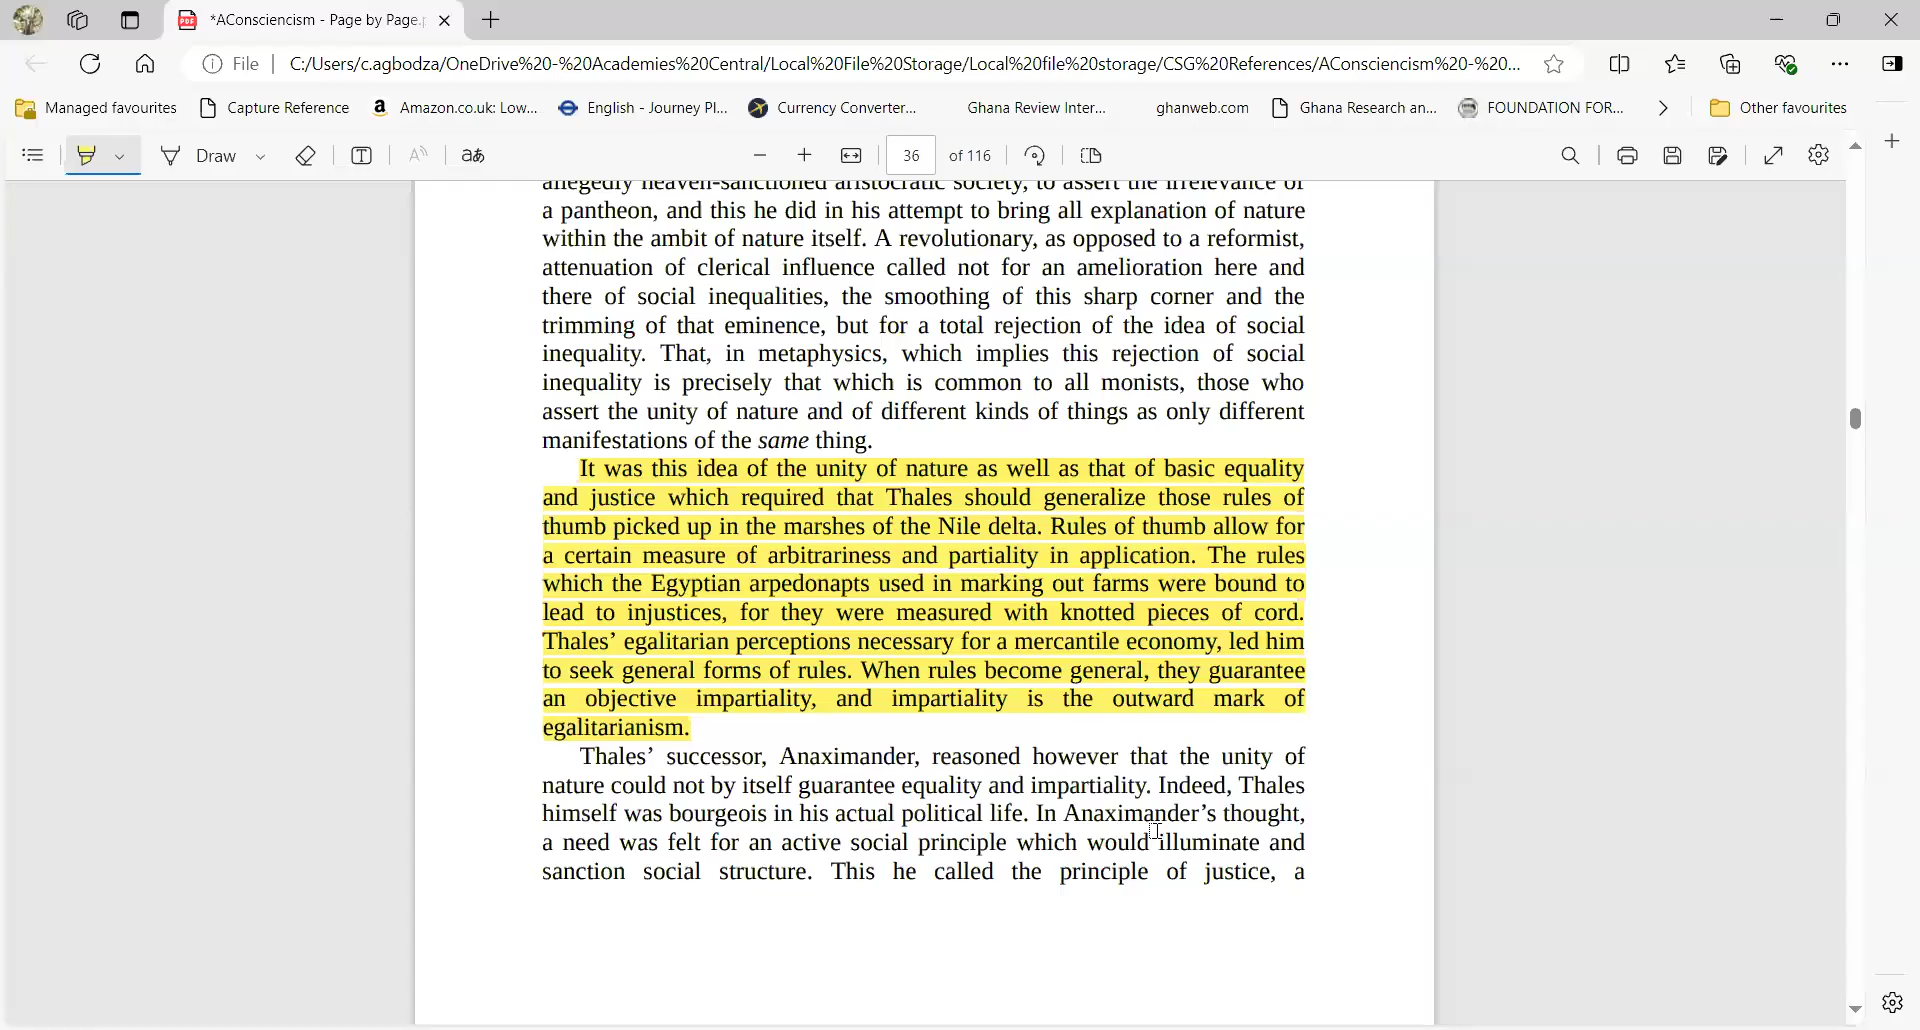 *AConsciencism - Page by Page.p
File
C:/Users/c.agbodza/OneDrive%20-%20Academies%20Central/Local%20File%20Storage/Local%20file%20storage/CSG%20References/AConsciencism%20-%20...
Managed favourites
Capture Reference
Amazon.co.uk: Low...
English - Journey Pl...
Currency Converter...
Ghana Review Inter...
ghanweb.com
Ghana Research an...
FOUNDATION FOR...
Other favourites
Draw
36 of 116
allegedly heaven-sanctioned aristocratic society, to assert the irrelevance of
a pantheon, and this he did in his attempt to bring all explanation of nature
within the ambit of nature itself. A revolutionary, as opposed to a reformist,
attenuation of clerical influence called not for an amelioration here and
there of social inequalities, the smoothing of this sharp corner and the
trimming of that eminence, but for a total rejection of the idea of social
inequality. That, in metaphysics, which implies this rejection of social
inequality is precisely that which is common to all monists, those who
assert the unity of nature and of different kinds of things as only different
manifestations of the same thing.
It was this idea of the unity of nature as well as that of basic equality
and justice which required that Thales should generalize those rules of
thumb picked up in the marshes of the Nile delta. Rules of thumb allow for
a certain measure of arbitrariness and partiality in application. The rules
which the Egyptian arpedonapts used in marking out farms were bound to
lead to injustices, for they were measured with knotted pieces of cord.
Thales’ egalitarian perceptions necessary for a mercantile economy, led him
to seek general forms of rules. When rules become general, they guarantee
an objective impartiality, and impartiality is the outward mark of
egalitarianism.
Thales’ successor, Anaximander, reasoned however that the unity of
nature could not by itself guarantee equality and impartiality. Indeed, Thales
himself was bourgeois in his actual political life. In Anaximander’s thought,
a need was felt for an active social principle which would illuminate and
sanction social structure. This he called the principle of justice, a